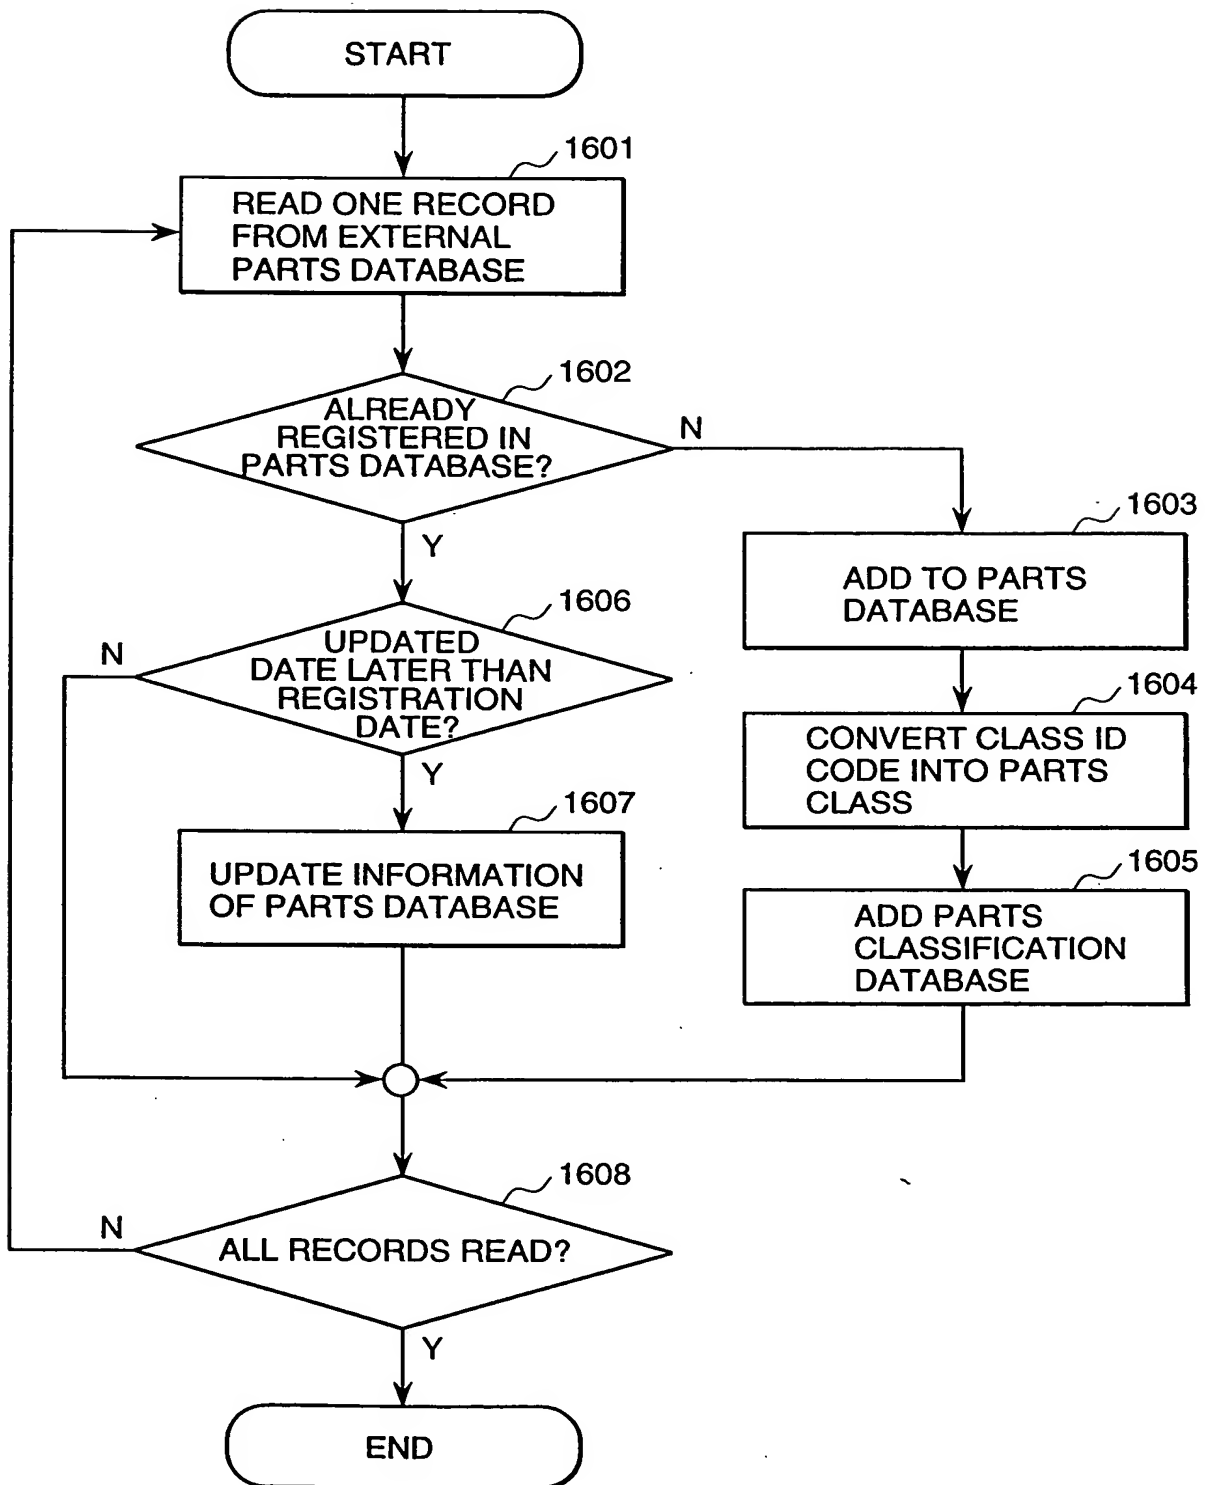 START
1601
READ ONE RECORD
FROM EXTERNAL
PARTS DATABASE
1602
ALREADY
REGISTERED IN
PARTS DATABASE?
N
Y
1603
ADD TO PARTS
DATABASE
1606
UPDATED
DATE LATER THAN
REGISTRATION
DATE?
N
Y
1604
CONVERT CLASS ID
CODE INTO PARTS
CLASS
1607
UPDATE INFORMATION
OF PARTS DATABASE
1605
ADD PARTS
CLASSIFICATION
DATABASE
1608
ALL RECORDS READ?
N
Y
END